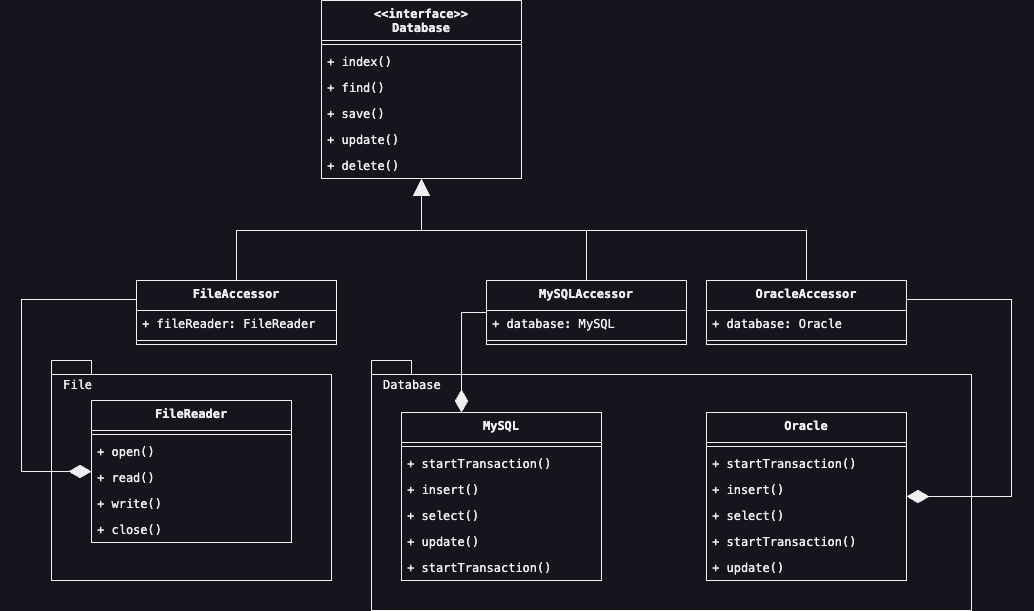 <<interface>>
Database
+ index()
+ find()
+ save()
+ update()
+ delete()
FileAccessor
+ fileReader: FileReader
MySQLAccessor
+ database: MySQL
OracleAccessor
+ database: Oracle
File
FileReader
+ open()
+ read()
+ write()
+ close()
Database
MySQL
+ startTransaction()
+ insert()
+ select()
+ update()
+ startTransaction()
Oracle
+ startTransaction()
+ insert()
+ select()
+ startTransaction()
+ update()